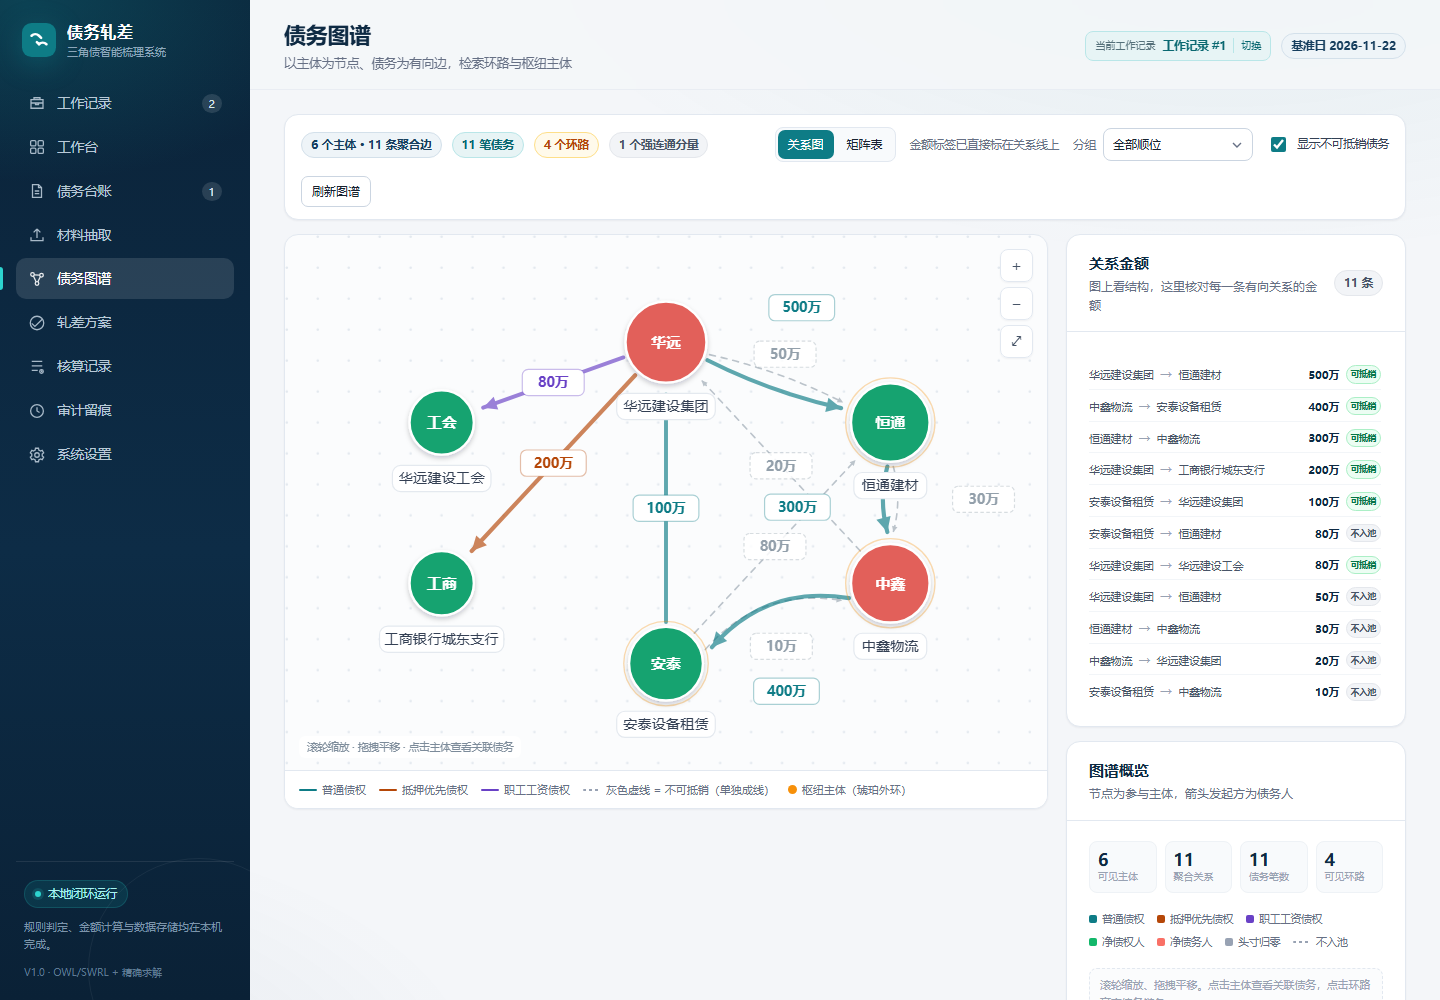 债务轧差
三角债智能梳理系统
工作记录 2
工作台
债务台账 1
材料抽取
债务图谱
轧差方案
核算记录
审计留痕
系统设置
本地闭环运行
规则判定、金额计算与数据存储均在本机
完成。
V1.0 · OWL/SWRL + 精确求解
债务图谱
以主体为节点、债务为有向边，检索环路与枢纽主体
当前工作记录 工作记录 #1 切换
基准日 2026-11-22
6 个主体 · 11 条聚合边
11 笔债务
4 个环路
1 个强连通分量
关系图 矩阵表
金额标签已直接标在关系线上
分组 全部顺位
显示不可抵销债务
刷新图谱
+
−
500万
华远
50万
80万
华远建设集团
工会
恒通
华远建设工会
200万
20万
恒通建材
30万
100万
300万
80万
工商
中鑫
工商银行城东支行
10万
中鑫物流
安泰
400万
安泰设备租赁
滚轮缩放 · 拖拽平移 · 点击主体查看关联债务
普通债权
抵押优先债权
职工工资债权
灰色虚线 = 不可抵销（单独成线）
枢纽主体（琥珀外环）
关系金额
图上看结构，这里核对每一条有向关系的金
额
11 条
华远建设集团 → 恒通建材 500万 可抵销
中鑫物流 → 安泰设备租赁 400万 可抵销
恒通建材 → 中鑫物流 300万 可抵销
华远建设集团 → 工商银行城东支行 200万 可抵销
安泰设备租赁 → 华远建设集团 100万 可抵销
安泰设备租赁 → 恒通建材 80万 不入池
华远建设集团 → 华远建设工会 80万 可抵销
华远建设集团 → 恒通建材 50万 不入池
恒通建材 → 中鑫物流 30万 不入池
中鑫物流 → 华远建设集团 20万 不入池
安泰设备租赁 → 中鑫物流 10万 不入池
图谱概览
节点为参与主体，箭头发起方为债务人
6 11 11 4
可见主体 聚合关系 债务笔数 可见环路
普通债权 抵押优先债权 职工工资债权
净债权人 净债务人 头寸归零 不入池
滚轮缩放、拖拽平移。点击主体查看关联债务，点击环路